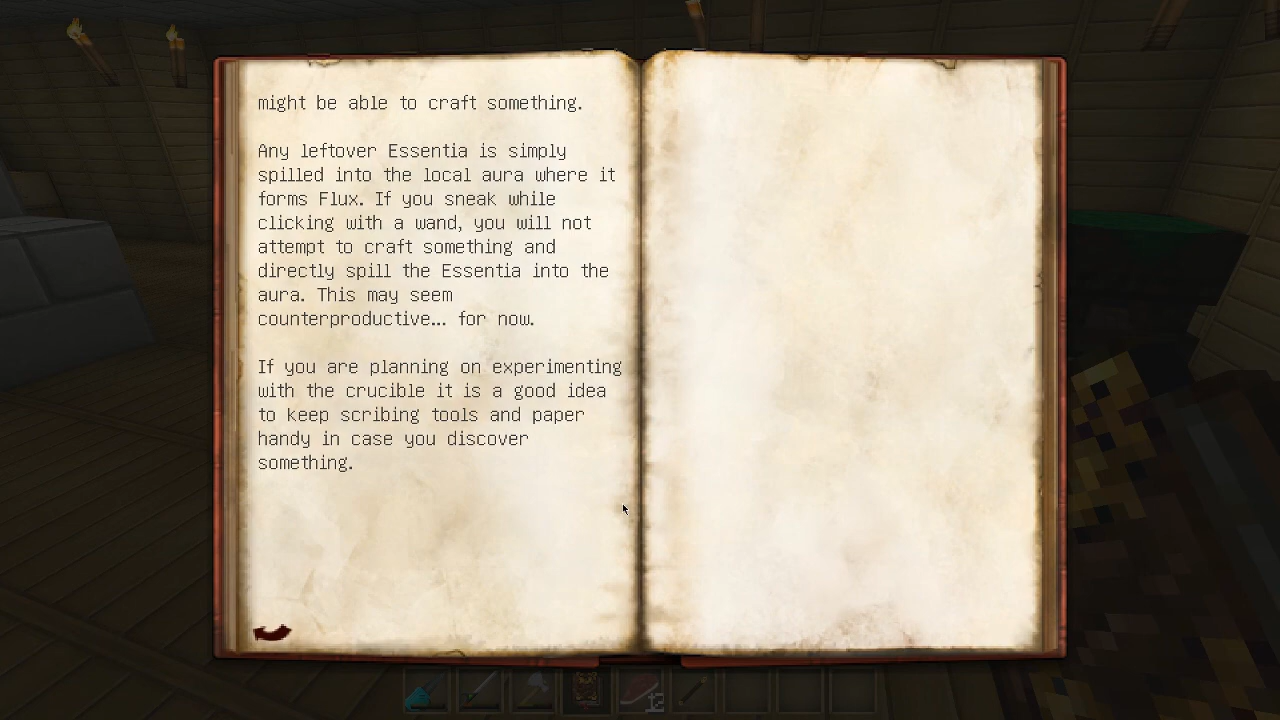 might be able to craft something.
Any leftover Essentia is simply
spilled into the local aura where it
forms Flux. If you sneak while
clicking with a wand, you will not
attempt to craft something and
directly spill the Essentia into the
aura. This may seem
counterproductive... for now.
If you are planning on experimenting
with the crucible it is a good idea
to keep scribing tools and paper
handy in case you discover
something.
12